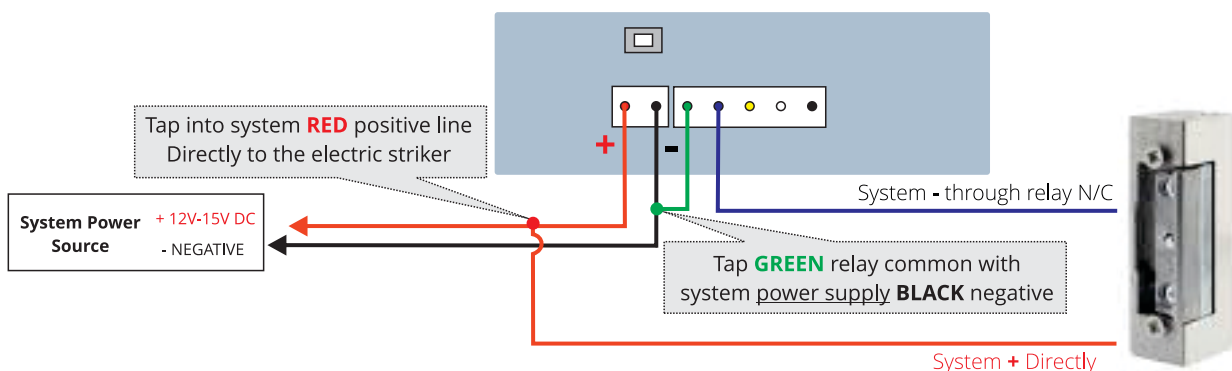 Tap into system RED positive line
Directly to the electric striker
+
-
System - through relay N/C
System Power
Source
+ 12V-15V DC
- NEGATIVE
Tap GREEN relay common with
system power supply BLACK negative
System + Directly